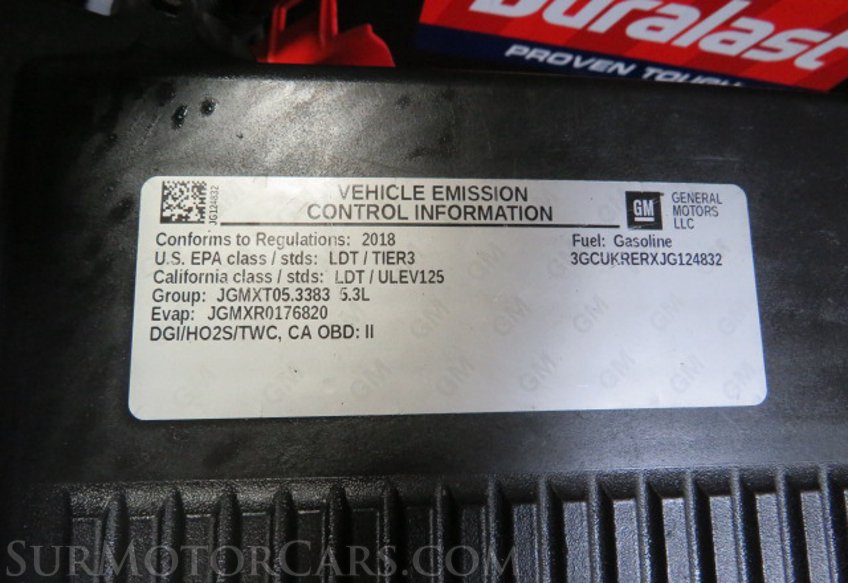 Duralast
PROVEN TOUGH
JG124832
VEHICLE EMISSION
CONTROL INFORMATION
GM
GENERAL
MOTORS
LLC
Conforms to Regulations: 2018
U.S. EPA class / stds: LDT / TIER3
California class / stds: LDT / ULEV125
Group: JGMXT05.3383 5.3L
Evap: JGMXR0176820
DGI/HO2S/TWC, CA OBD: II
Fuel: Gasoline
3GCUKRERXJG124832
SurMotorCars.com